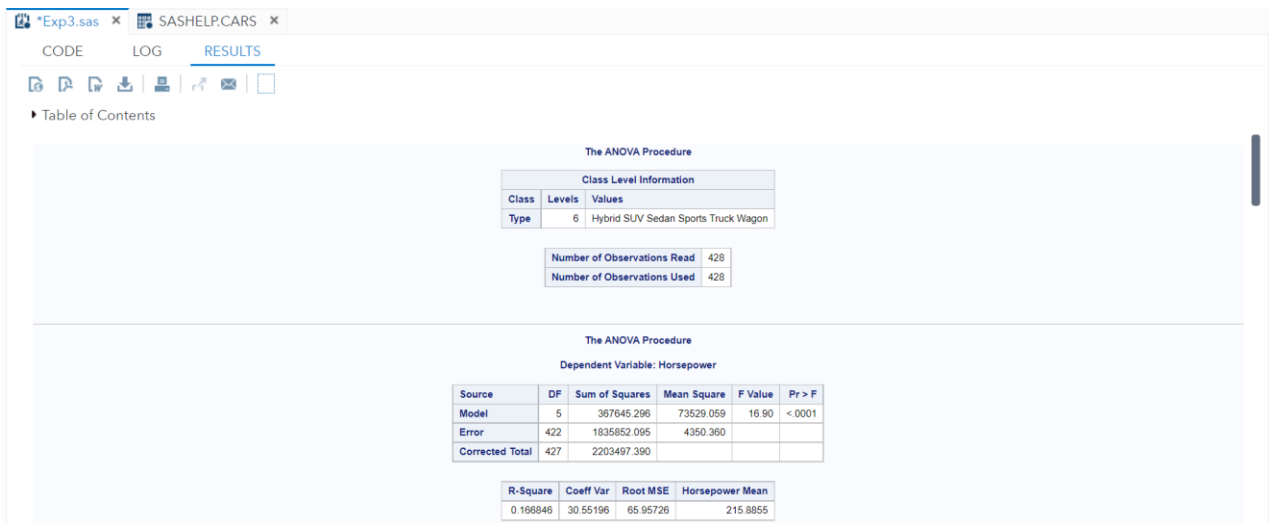 *Exp3.sas × SASHELP.CARS ×
CODE LOG RESULTS
Table of Contents
The ANOVA Procedure
Class Level Information
Class Levels Values
Type 6 Hybrid SUV Sedan Sports Truck Wagon
Number of Observations Read 428
Number of Observations Used 428
The ANOVA Procedure
Dependent Variable: Horsepower
Source DF Sum of Squares Mean Square F Value Pr > F
Model 5 367645.296 73529.059 16.90 <.0001
Error 422 1835852.095 4350.360
Corrected Total 427 2203497.390
R-Square Coeff Var Root MSE Horsepower Mean
0.166846 30.55196 65.95726 215.8855